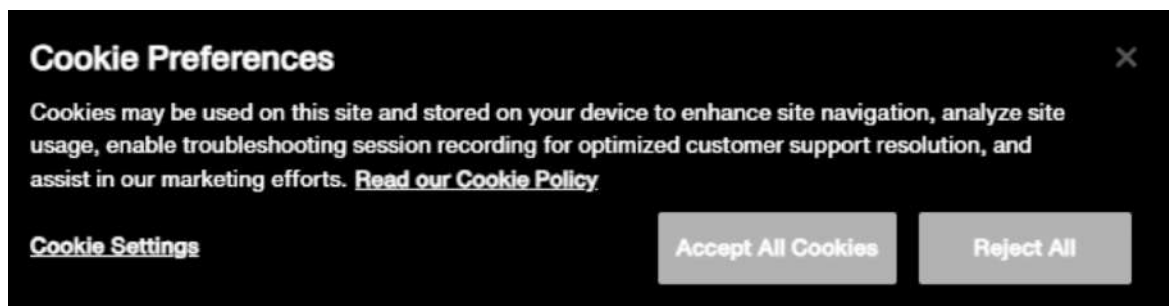 Cookie Preferences
Cookies may be used on this site and stored on your device to enhance site navigation, analyze site
usage, enable troubleshooting session recording for optimized customer support resolution, and
assist in our marketing efforts. Read our Cookie Policy
Cookie Settings
Accept All Cookies
Reject All